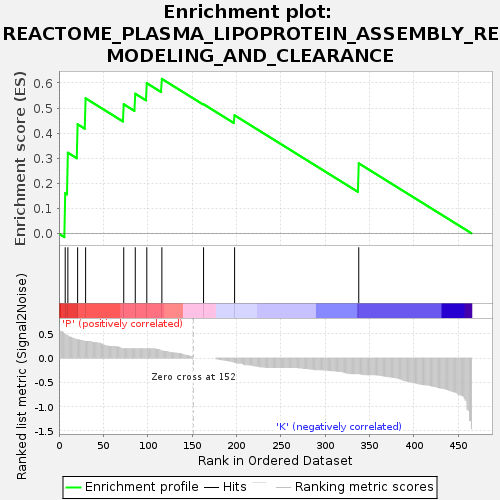 Enrichment plot:
REACTOME_PLASMA_LIPOPROTEIN_ASSEMBLY_RE
MODELING_AND_CLEARANCE
Enrichment score (ES)
0.6
0.5
0.4
0.3
0.2
0.1
0.0
'P' (positively correlated)
Ranked list metric (Signal2Noise)
0.5
0.0
-0.5
-1.0
-1.5
Zero cross at 152
'K' (negatively correlated)
0 50 100 150 200 250 300 350 400 450
Rank in Ordered Dataset
Enrichment profile Hits Ranking metric scores